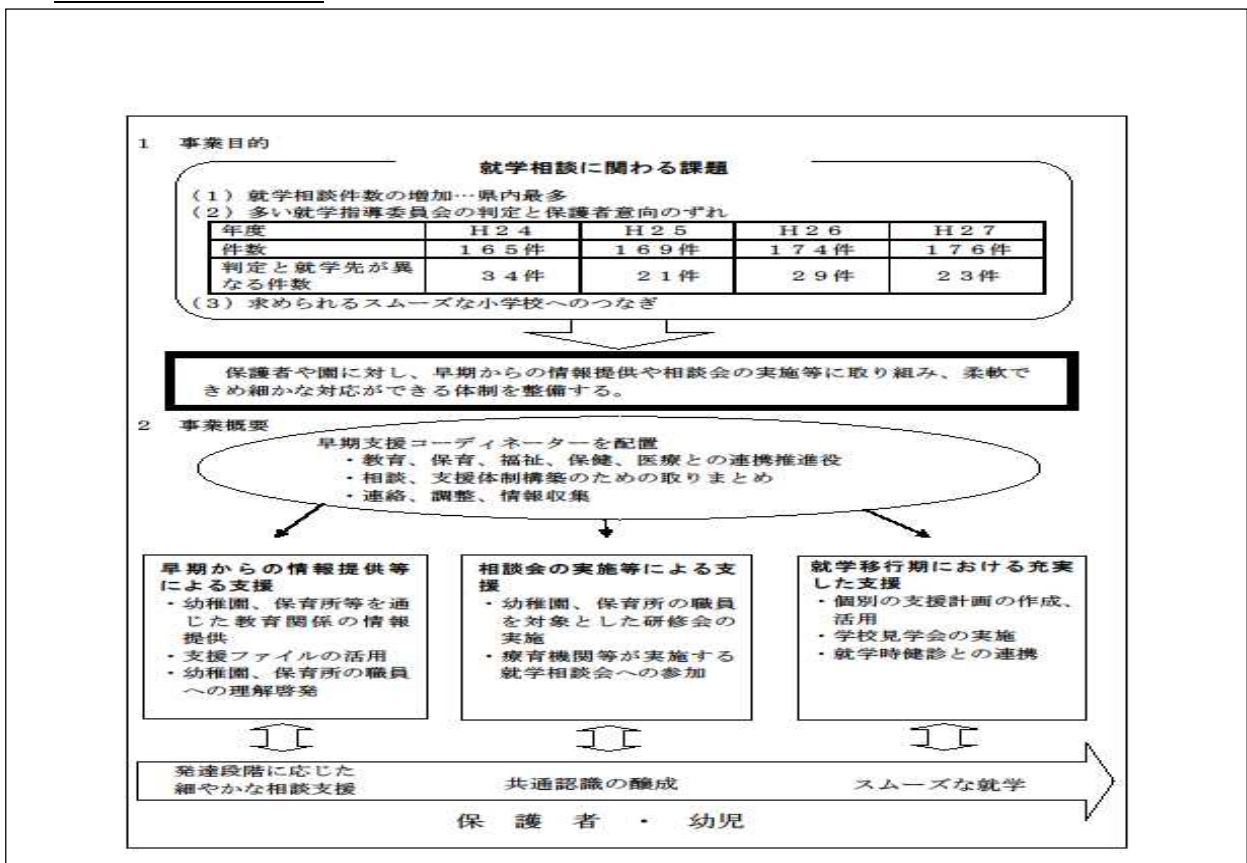 1　事業目的
就学相談に関わる課題
(1) 就学相談件数の増加…県内最多
(2) 多い就学指導委員会の判定と保護者意向のずれ
年度 H24 H25 H26 H27
件数 165件 169件 174件 176件
判定と就学先が異
なる件数 34件 21件 29件 23件
(3) 求められるスムーズな小学校へのつなぎ
保護者や園に対し、早期からの情報提供や相談会の実施等に取り組み、柔軟で
きめ細かな対応ができる体制を整備する。
2　事業概要
早期支援コーディネーターを配置
・教育、保育、福祉、保健、医療との連携推進役
・相談、支援体制構築のための取りまとめ
・連絡、調整、情報収集
早期からの情報提供等
による支援
・幼稚園、保育所等を通
じた教育関係の情報
提供
・支援ファイルの活用
・幼稚園、保育所の職員
への理解啓発
相談会の実施等による支
援
・幼稚園、保育所の職員
を対象とした研修会の
実施
・療育機関等が実施する
就学相談会への参加
就学移行期における充実
した支援
・個別の支援計画の作成、
活用
・学校見学会の実施
・就学時健診との連携
発達段階に応じた
細やかな相談支援
共通認識の醸成
スムーズな就学
保　護　者　・　幼児